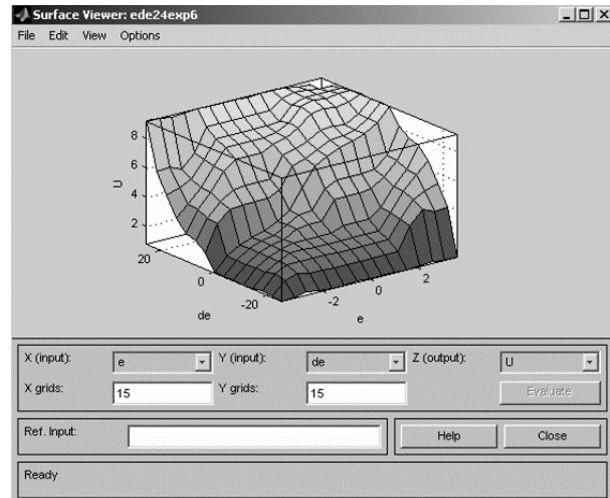 Surface Viewer: ede24exp6
File Edit View Options
8
6
4
2
U
20
0
-20
de
-2
0
2
e
X (input): e Y (input): de Z (output): U
X grids: 15 Y grids: 15 Evaluate
Ref. Input: Help Close
Ready